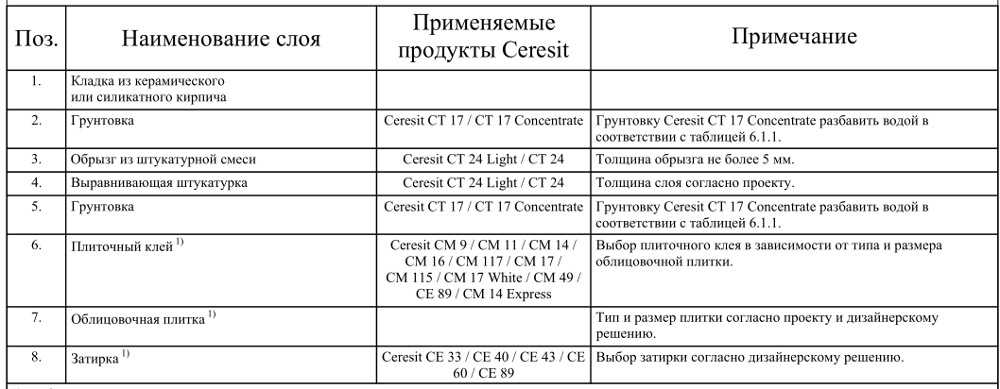 Поз. Наименование слоя Применяемые продукты Ceresit Примечание
1. Кладка из керамического
или силикатного кирпича
2. Грунтовка Ceresit CT 17 / CT 17 Concentrate Грунтовку Ceresit CT 17 Concentrate разбавить водой в
соответствии с таблицей 6.1.1.
3. Обрызг из штукатурной смеси Ceresit CT 24 Light / CT 24 Толщина обрызга не более 5 мм.
4. Выравнивающая штукатурка Ceresit CT 24 Light / CT 24 Толщина слоя согласно проекту.
5. Грунтовка Ceresit CT 17 / CT 17 Concentrate Грунтовку Ceresit CT 17 Concentrate разбавить водой в
соответствии с таблицей 6.1.1.
6. Плиточный клей 1) Ceresit CM 9 / CM 11 / CM 14 /
CM 16 / CM 117 / CM 17 /
CM 115 / CM 17 White / CM 49 /
CE 89 / CM 14 Express
Выбор плиточного клея в зависимости от типа и размера
облицовочной плитки.
7. Облицовочная плитка 1) Тип и размер плитки согласно проекту и дизайнерскому
решению.
8. Затирка 1) Ceresit CE 33 / CE 40 / CE 43 / CE
60 / CE 89
Выбор затирки согласно дизайнерскому решению.